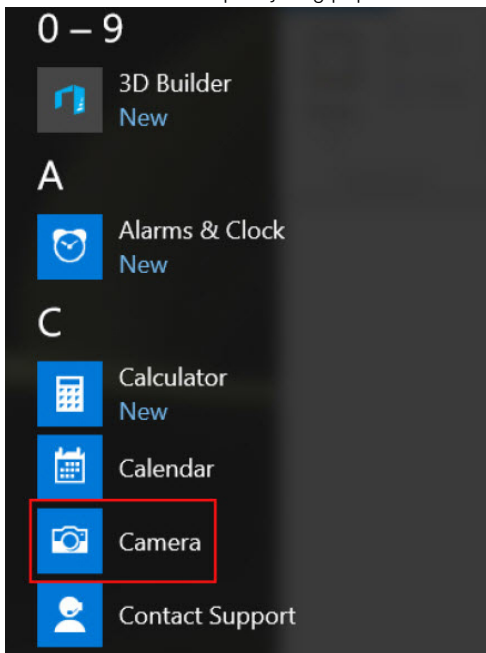 0 – 9
3D Builder
New
A
Alarms & Clock
New
C
Calculator
New
Calendar
Camera
Contact Support